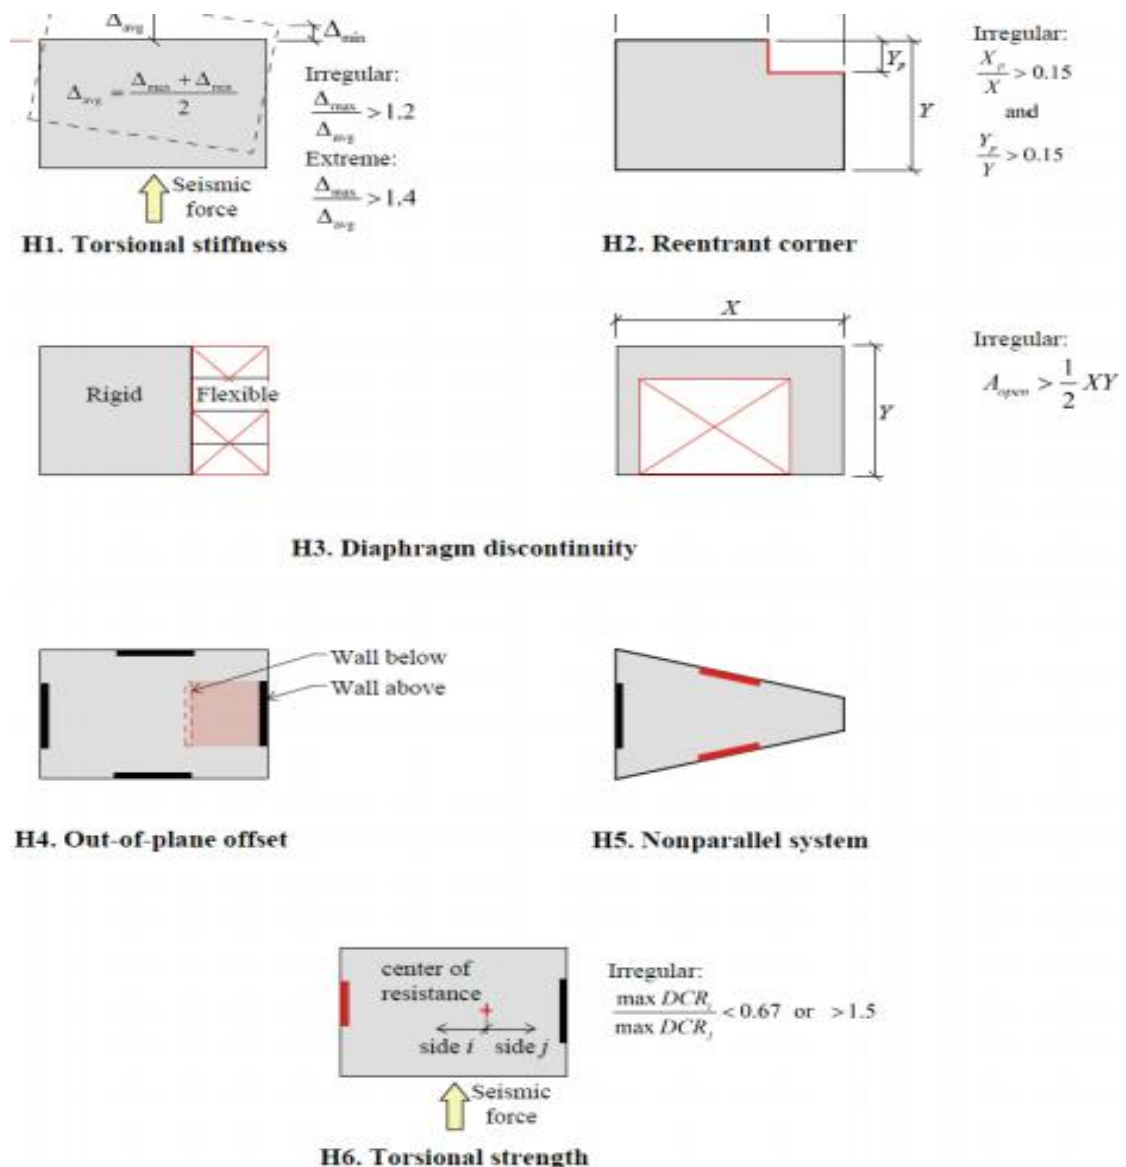 Δavg
Δmin
Δavg = (Δmax + Δmin) / 2
Irregular:
Δmax / Δavg > 1.2
Extreme:
Δmax / Δavg > 1.4
Seismic
force
H1. Torsional stiffness
Yp
Y
Irregular:
Xp / X > 0.15
and
Yp / Y > 0.15
H2. Reentrant corner
Rigid
Flexible
X
Y
Irregular:
Aopen > 1/2 XY
H3. Diaphragm discontinuity
Wall below
Wall above
H4. Out-of-plane offset
H5. Nonparallel system
center of
resistance
side i side j
Seismic
force
Irregular:
max DCRi / max DCRj < 0.67 or > 1.5
H6. Torsional strength